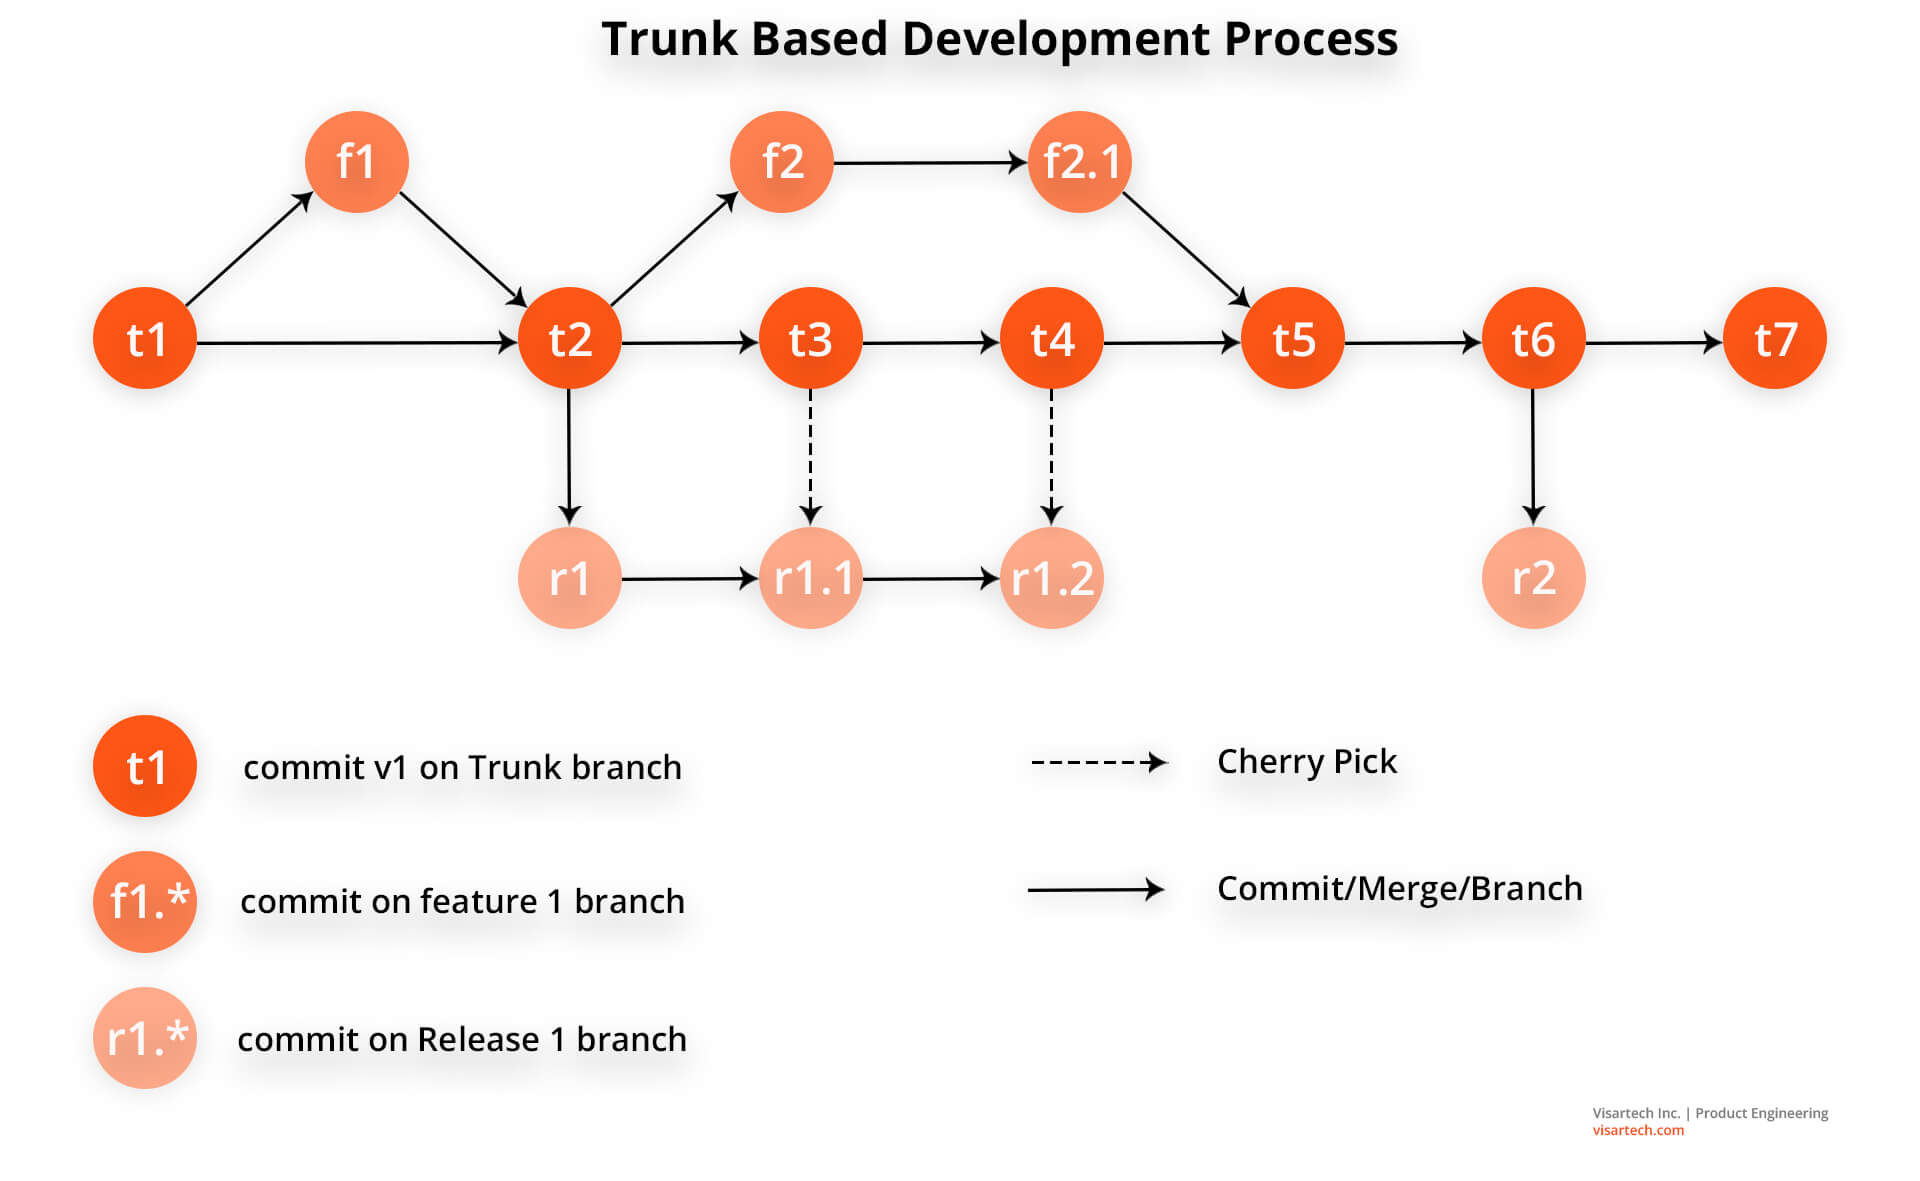 Trunk Based Development Process
f1
f2
f2.1
t1
t2
t3
t4
t5
t6
t7
r1
r1.1
r1.2
r2
t1
commit v1 on Trunk branch
Cherry Pick
f1.*
commit on feature 1 branch
Commit/Merge/Branch
r1.*
commit on Release 1 branch
Visartech Inc. | Product Engineering
visartech.com